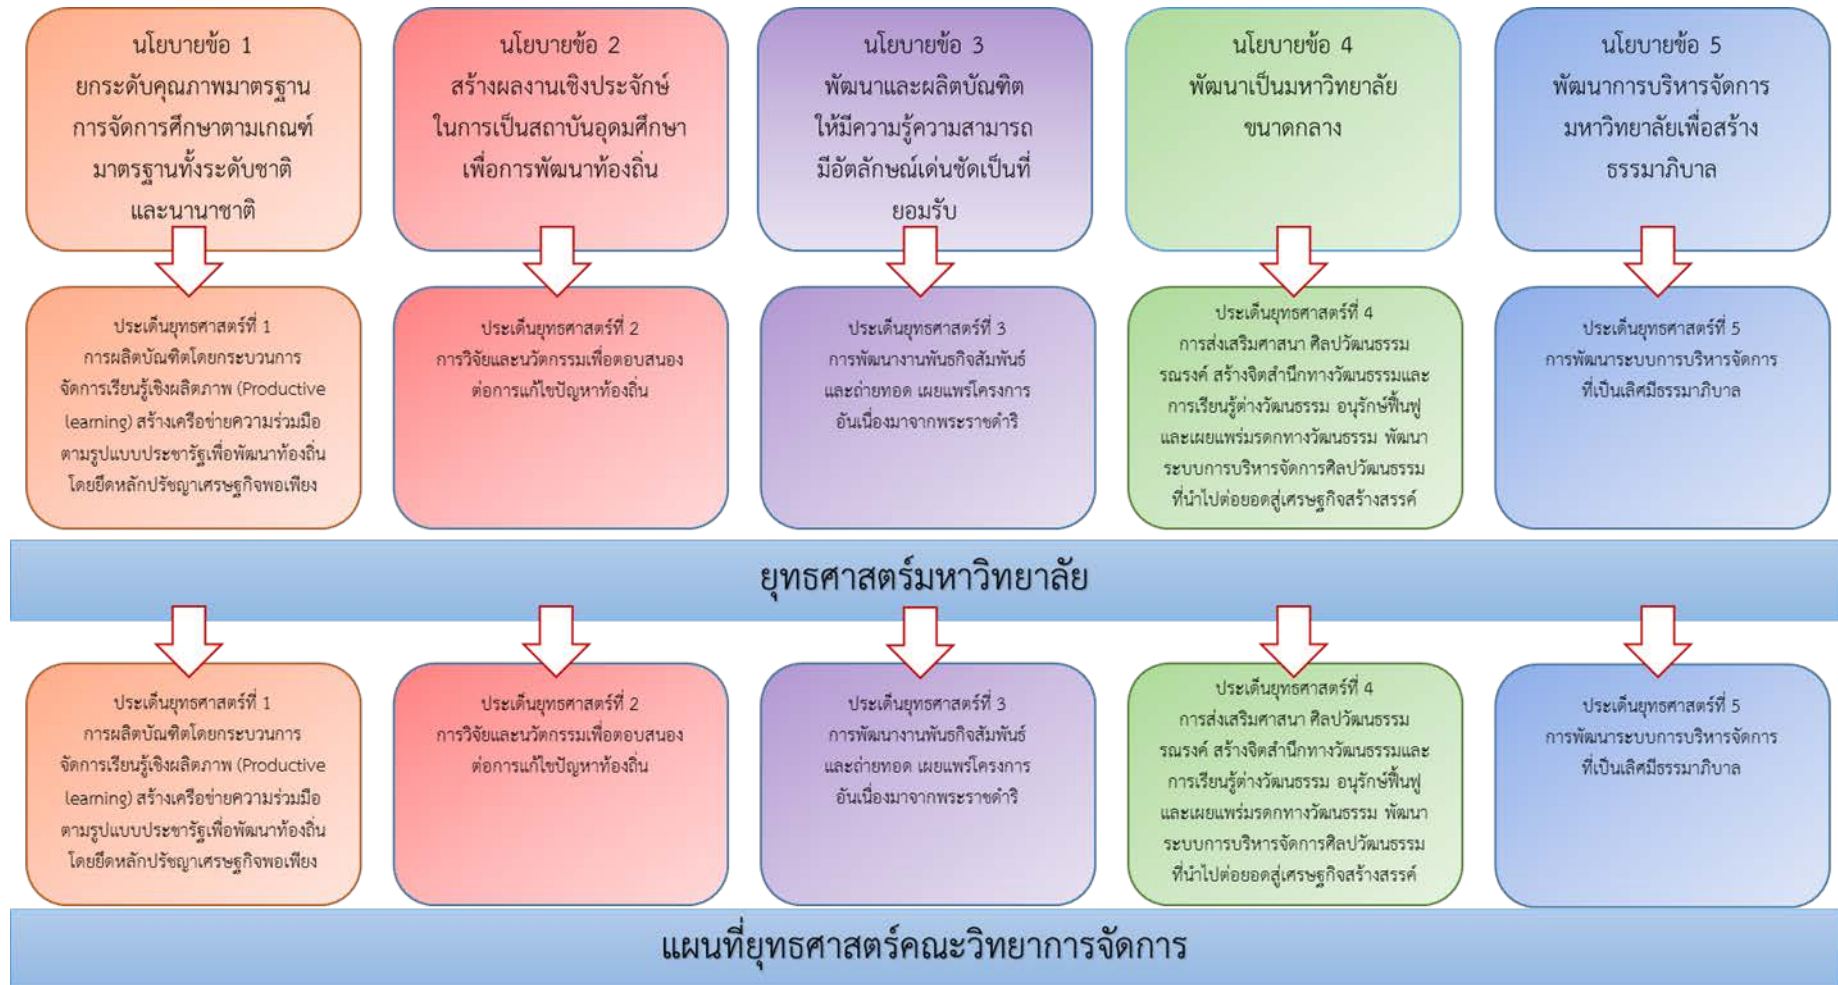 นโยบายข้อ 1
ยกระดับคุณภาพมาตรฐาน
การจัดการศึกษาตามเกณฑ์
มาตรฐานทั้งระดับชาติ
และนานาชาติ
นโยบายข้อ 2
สร้างผลงานเชิงประจักษ์
ในการเป็นสถาบันอุดมศึกษา
เพื่อการพัฒนาท้องถิ่น
นโยบายข้อ 3
พัฒนาและผลิตบัณฑิต
ให้มีความรู้ความสามารถ
มีอัตลักษณ์เด่นชัดเป็นที่
ยอมรับ
นโยบายข้อ 4
พัฒนาเป็นมหาวิทยาลัย
ขนาดกลาง
นโยบายข้อ 5
พัฒนาการบริหารจัดการ
มหาวิทยาลัยเพื่อสร้าง
ธรรมาภิบาล
ประเด็นยุทธศาสตร์ที่ 1
การผลิตบัณฑิตโดยกระบวนการ
จัดการเรียนรู้เชิงผลิตภาพ (Productive
learning) สร้างเครือข่ายความร่วมมือ
ตามรูปแบบประชารัฐเพื่อพัฒนาท้องถิ่น
โดยยึดหลักปรัชญาเศรษฐกิจพอเพียง
ประเด็นยุทธศาสตร์ที่ 2
การวิจัยและนวัตกรรมเพื่อตอบสนอง
ต่อการแก้ไขปัญหาท้องถิ่น
ประเด็นยุทธศาสตร์ที่ 3
การพัฒนางานพันธกิจสัมพันธ์
และถ่ายทอด เผยแพร่โครงการ
อันเนื่องมาจากพระราชดำริ
ประเด็นยุทธศาสตร์ที่ 4
การส่งเสริมศาสนา ศิลปวัฒนธรรม
รณรงค์ สร้างจิตสำนึกทางวัฒนธรรมและ
การเรียนรู้ต่างวัฒนธรรม อนุรักษ์ฟื้นฟู
และเผยแพร่มรดกทางวัฒนธรรม พัฒนา
ระบบการบริหารจัดการศิลปวัฒนธรรม
ที่นำไปต่อยอดสู่เศรษฐกิจสร้างสรรค์
ประเด็นยุทธศาสตร์ที่ 5
การพัฒนาระบบการบริหารจัดการ
ที่เป็นเลิศมีธรรมาภิบาล
ยุทธศาสตร์มหาวิทยาลัย
ประเด็นยุทธศาสตร์ที่ 1
การผลิตบัณฑิตโดยกระบวนการ
จัดการเรียนรู้เชิงผลิตภาพ (Productive
learning) สร้างเครือข่ายความร่วมมือ
ตามรูปแบบประชารัฐเพื่อพัฒนาท้องถิ่น
โดยยึดหลักปรัชญาเศรษฐกิจพอเพียง
ประเด็นยุทธศาสตร์ที่ 2
การวิจัยและนวัตกรรมเพื่อตอบสนอง
ต่อการแก้ไขปัญหาท้องถิ่น
ประเด็นยุทธศาสตร์ที่ 3
การพัฒนางานพันธกิจสัมพันธ์
และถ่ายทอด เผยแพร่โครงการ
อันเนื่องมาจากพระราชดำริ
ประเด็นยุทธศาสตร์ที่ 4
การส่งเสริมศาสนา ศิลปวัฒนธรรม
รณรงค์ สร้างจิตสำนึกทางวัฒนธรรมและ
การเรียนรู้ต่างวัฒนธรรม อนุรักษ์ฟื้นฟู
และเผยแพร่มรดกทางวัฒนธรรม พัฒนา
ระบบการบริหารจัดการศิลปวัฒนธรรม
ที่นำไปต่อยอดสู่เศรษฐกิจสร้างสรรค์
ประเด็นยุทธศาสตร์ที่ 5
การพัฒนาระบบการบริหารจัดการ
ที่เป็นเลิศมีธรรมาภิบาล
แผนที่ยุทธศาสตร์คณะวิทยาการจัดการ